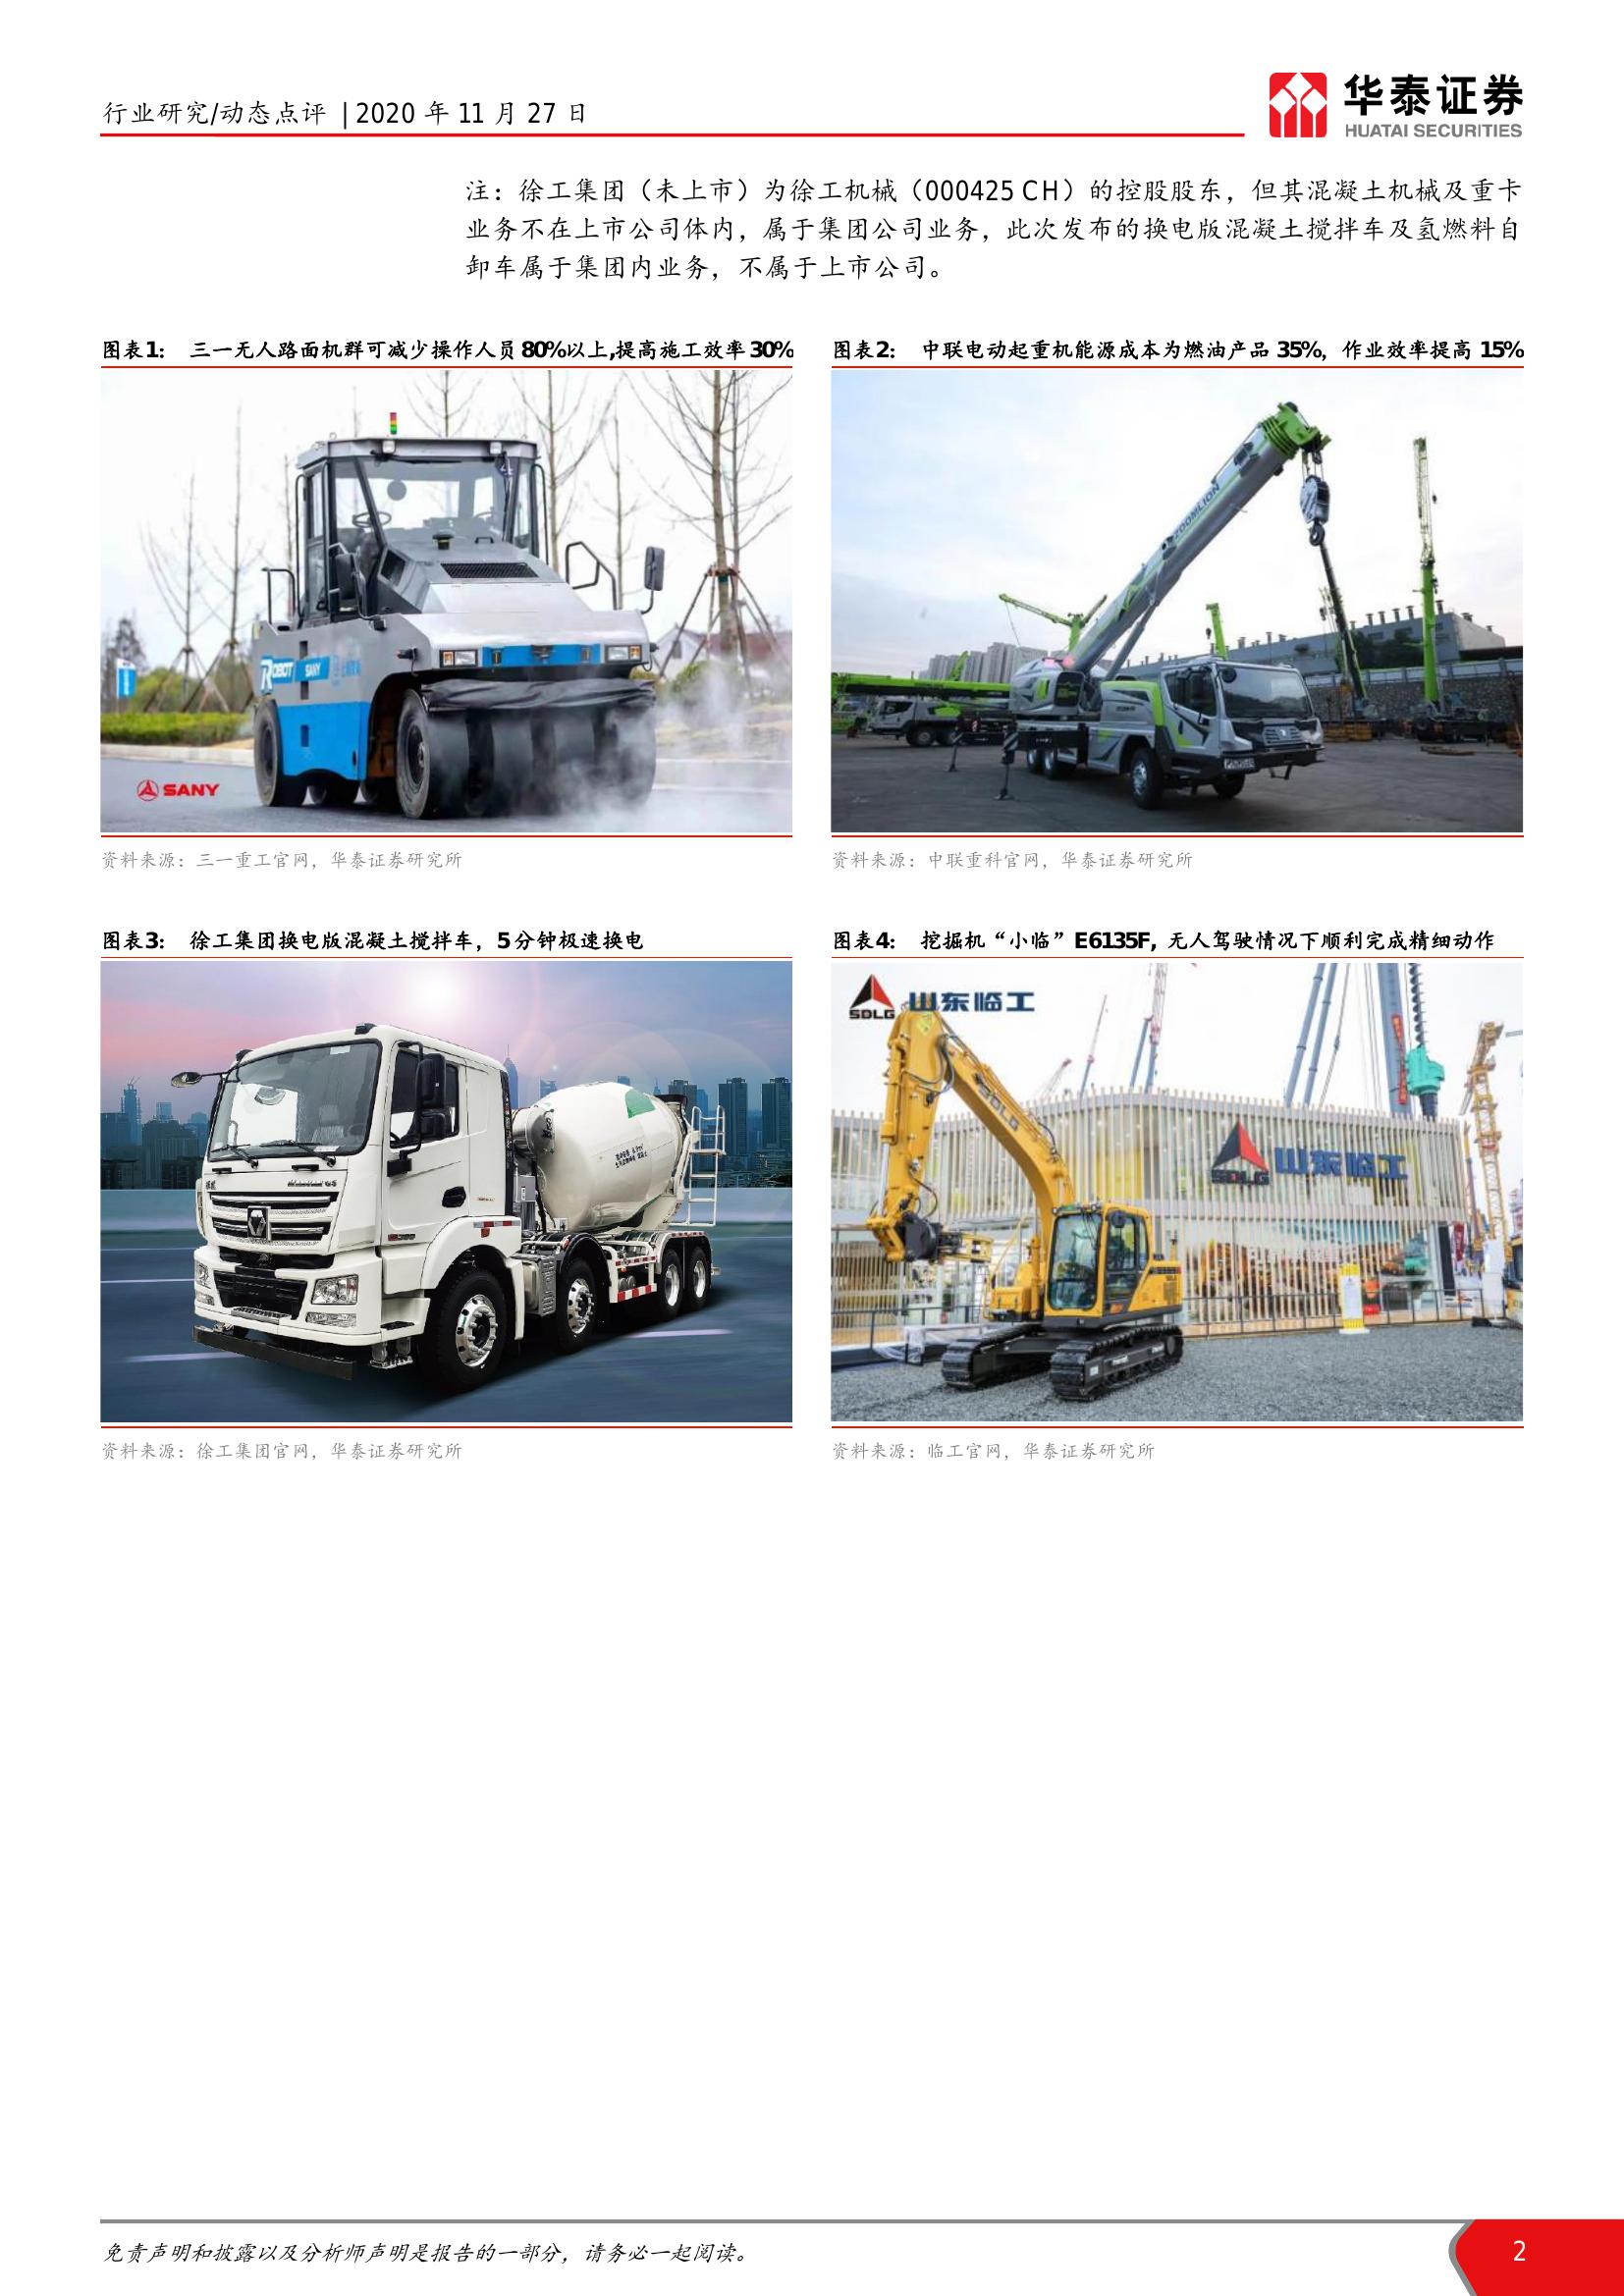 行业研究/动态点评 | 2020 年 11 月 27 日
华泰证券
HUATAI SECURITIES
注：徐工集团（未上市）为徐工机械（000425 CH）的控股股东，但其混凝土机械及重卡
业务不在上市公司体内，属于集团公司业务，此次发布的换电版混凝土搅拌车及氢燃料自
卸车属于集团内业务，不属于上市公司。
图表1： 三一无人路面机群可减少操作人员 80%以上,提高施工效率 30%
ROBOT SANY
SANY
资料来源：三一重工官网，华泰证券研究所
图表2： 中联电动起重机能源成本为燃油产品 35%，作业效率提高 15%
ZOOMLION
资料来源：中联重科官网，华泰证券研究所
图表3： 徐工集团换电版混凝土搅拌车，5 分钟极速换电
资料来源：徐工集团官网，华泰证券研究所
图表4： 挖掘机“小临”E6135F, 无人驾驶情况下顺利完成精细动作
SDLG 山东临工
SDLG
SDLG 山东临工
资料来源：临工官网，华泰证券研究所
免责声明和披露以及分析师声明是报告的一部分，请务必一起阅读。
2